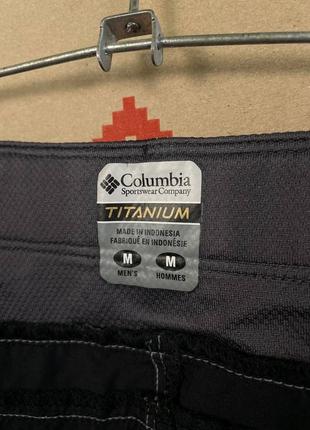 Columbia
Sportswear Company
TITANIUM
MADE IN INDONESIA
FABRIQUÉ EN INDONÉSIE
M M
MEN'S HOMMES